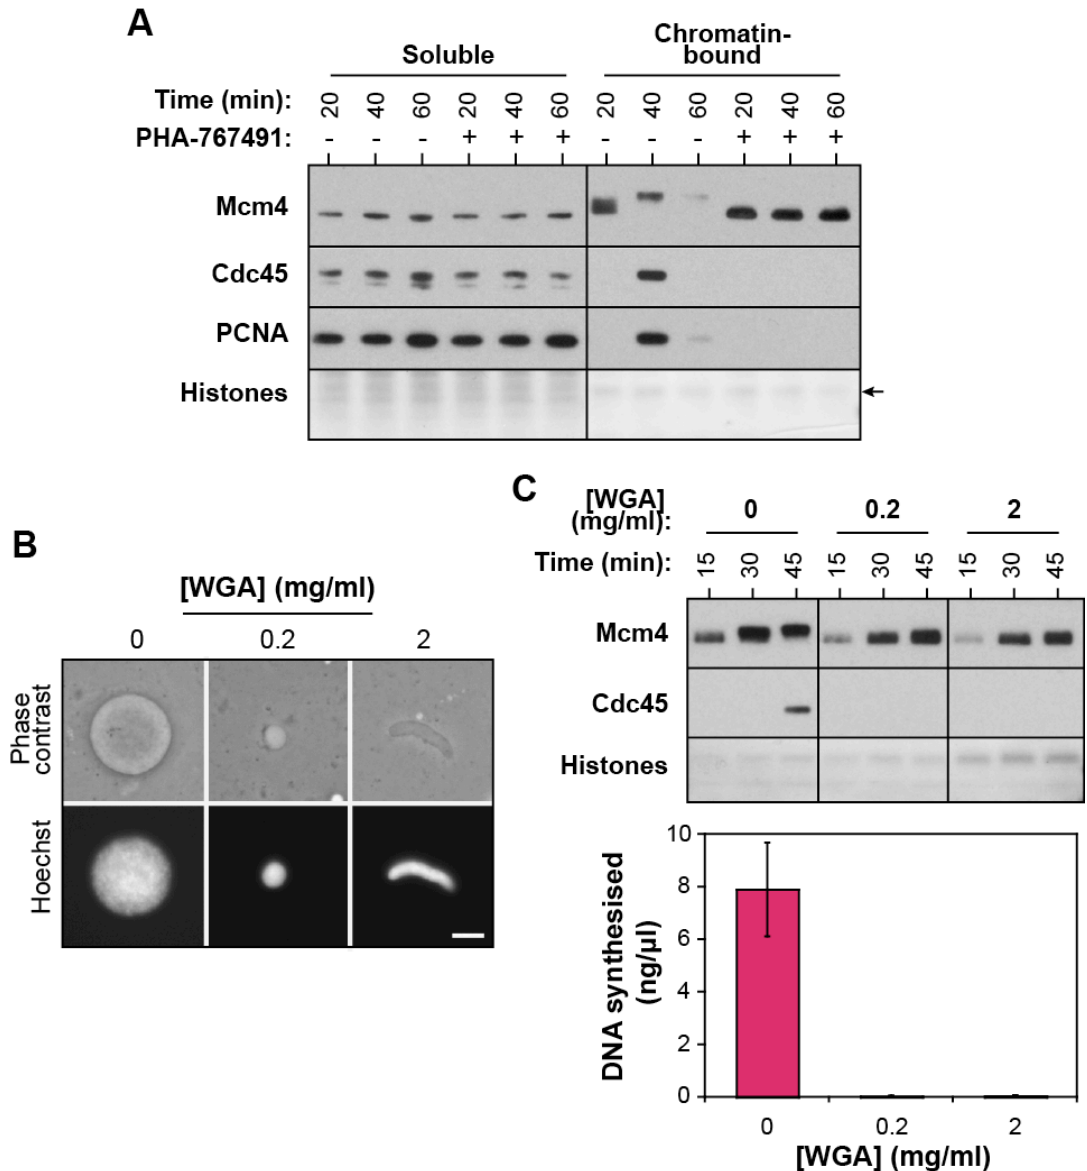 A
Soluble
Chromatin-
bound
Time (min): 20 40 60 20 40 60 20 40 60 20 40 60
PHA-767491: - - - + + + - - - + + +
Mcm4
Cdc45
PCNA
Histones
B
[WGA] (mg/ml)
0 0.2 2
Phase
contrast
Hoechst
C
[WGA]
(mg/ml): 0 0.2 2
Time (min): 15 30 45 15 30 45 15 30 45
Mcm4
Cdc45
Histones
DNA synthesised
(ng/µl)
10
8
6
4
2
0
0 0.2 2
[WGA] (mg/ml)